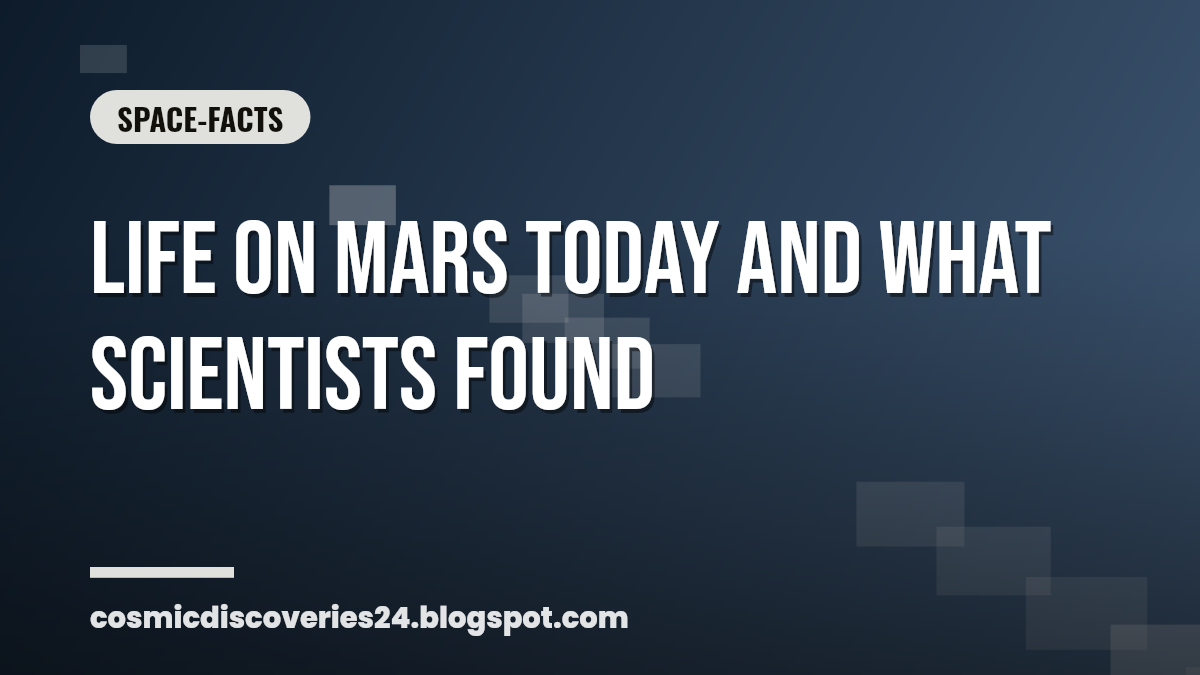 SPACE-FACTS
LIFE ON MARS TODAY AND WHAT
SCIENTISTS FOUND
cosmicdiscoveries24.blogspot.com